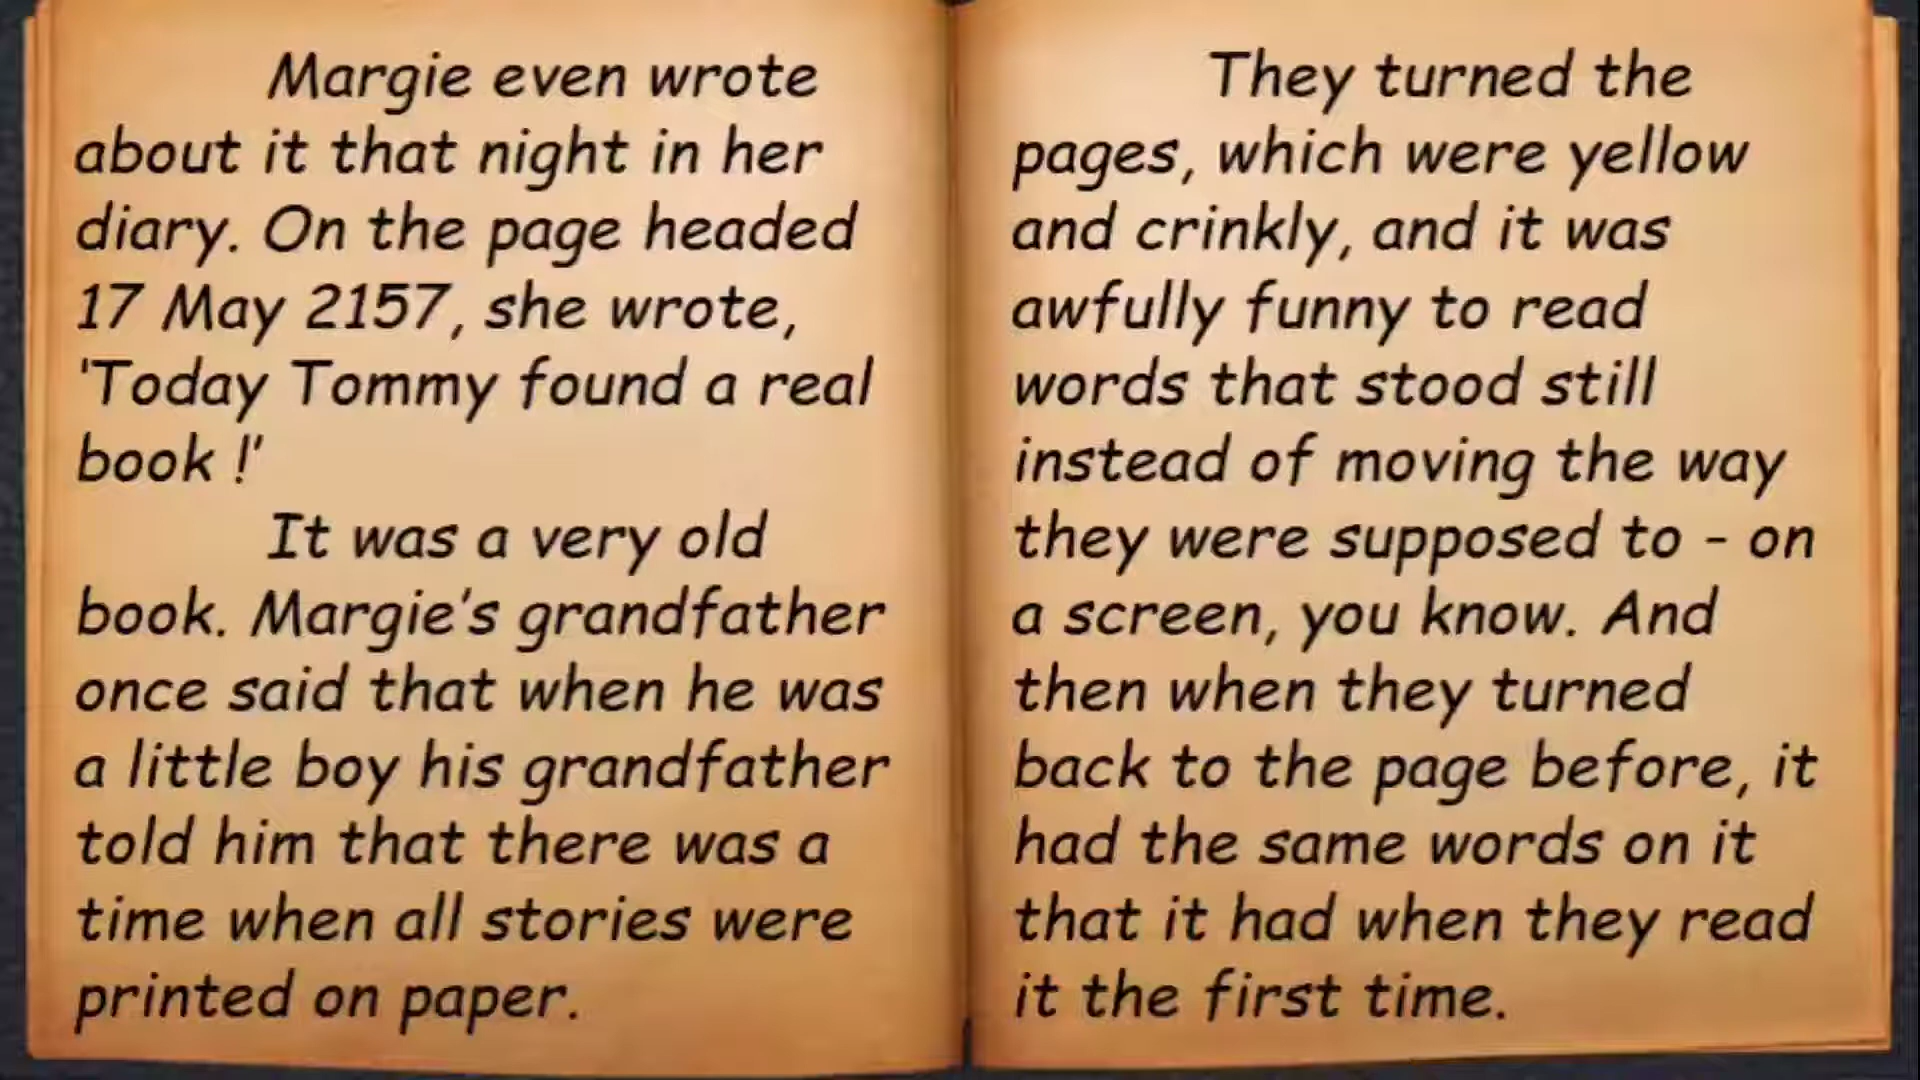 Margie even wrote
about it that night in her
diary. On the page headed
17 May 2157, she wrote,
'Today Tommy found a real
book !'
It was a very old
book. Margie's grandfather
once said that when he was
a little boy his grandfather
told him that there was a
time when all stories were
printed on paper.
They turned the
pages, which were yellow
and crinkly, and it was
awfully funny to read
words that stood still
instead of moving the way
they were supposed to - on
a screen, you know. And
then when they turned
back to the page before, it
had the same words on it
that it had when they read
it the first time.